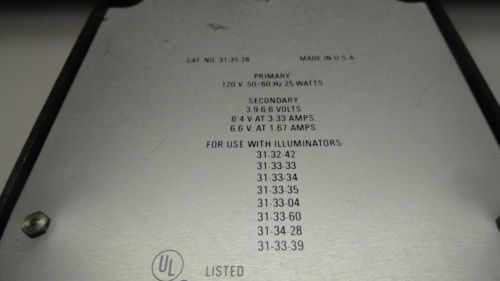 CAT. NO. 31-35-28 MADE IN U.S.A.
PRIMARY
120 V. 50/60 Hz 25 WATTS
SECONDARY
3.9-6.6 VOLTS
6.4 V AT 3.33 AMPS
6.6 V. AT 1.67 AMPS
FOR USE WITH ILLUMINATORS
31-32-42
31-33-33
31-33-34
31-33-35
31-33-04
31-33-60
31-34-28
31-33-39
UL LISTED